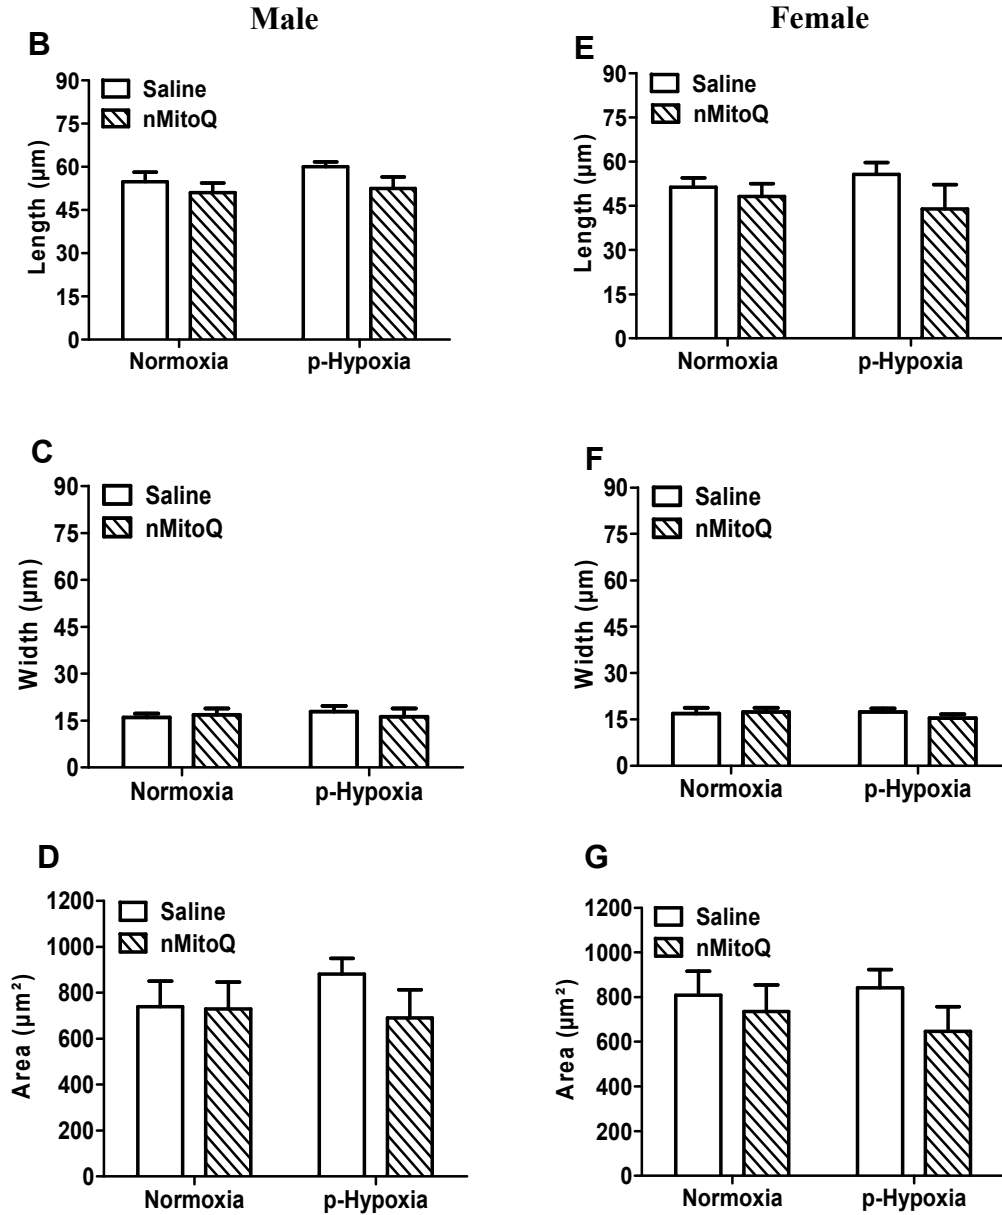 Male
Female
B
Saline
nMitoQ
Length (µm)
90
75
60
45
30
15
0
Normoxia
p-Hypoxia
E
Saline
nMitoQ
Length (µm)
90
75
60
45
30
15
0
Normoxia
p-Hypoxia
C
Saline
nMitoQ
Width (µm)
90
75
60
45
30
15
0
Normoxia
p-Hypoxia
F
Saline
nMitoQ
Width (µm)
90
75
60
45
30
15
0
Normoxia
p-Hypoxia
D
Saline
nMitoQ
Area (µm²)
1200
1000
800
600
400
200
0
Normoxia
p-Hypoxia
G
Saline
nMitoQ
Area (µm²)
1200
1000
800
600
400
200
0
Normoxia
p-Hypoxia